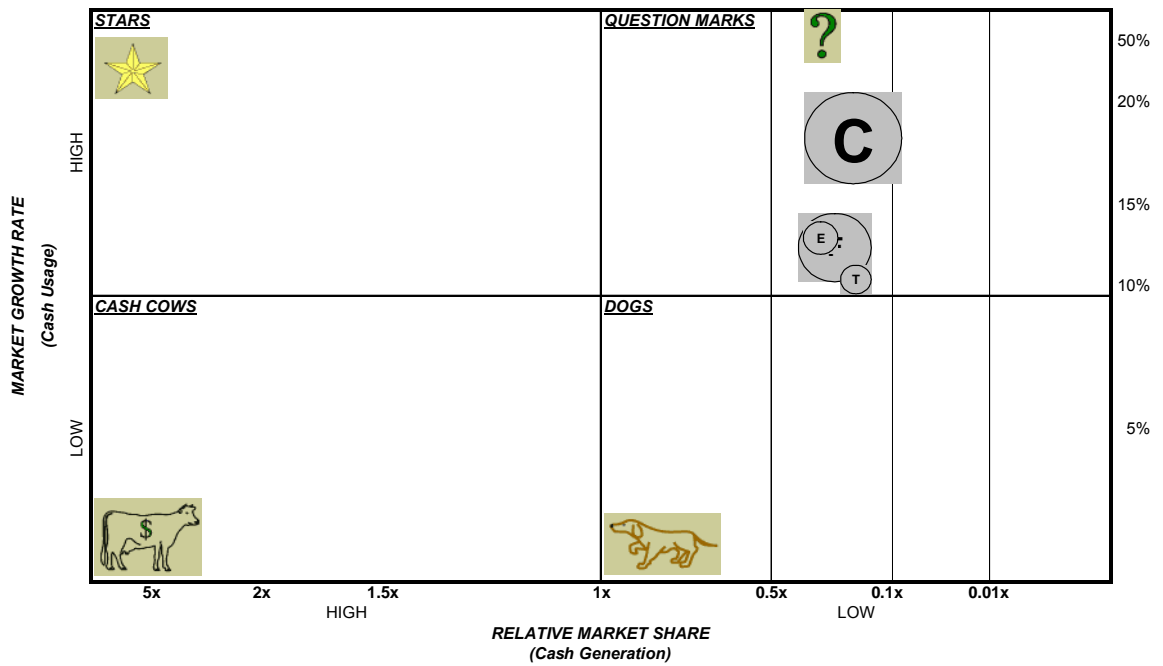 STARS
QUESTION MARKS
?
50%
20%
C
HIGH
15%
E
T
10%
MARKET GROWTH RATE
(Cash Usage)
CASH COWS
DOGS
LOW
5%
$
5x 2x 1.5x 1x 0.5x 0.1x 0.01x
HIGH LOW
RELATIVE MARKET SHARE
(Cash Generation)